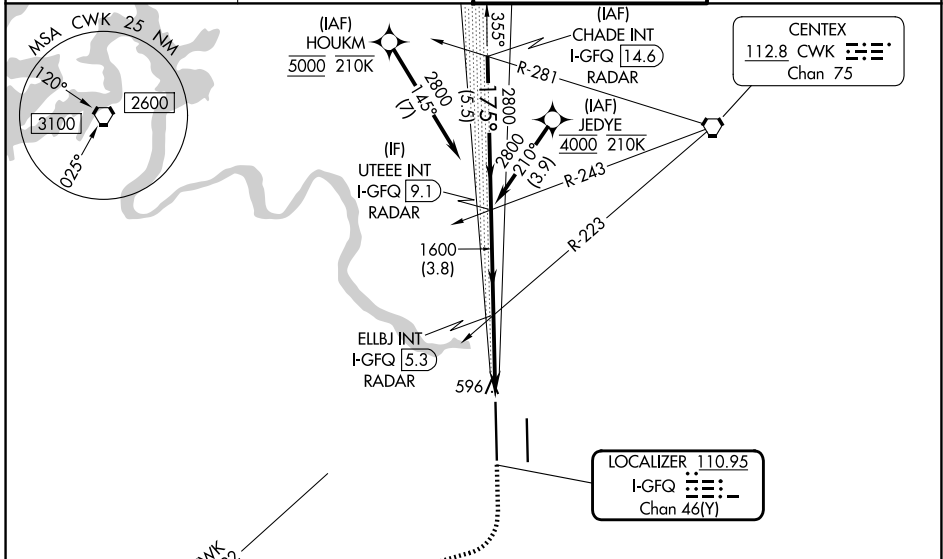 MSA CWK 25 NM
120°
3100
2600
025°
(IAF)
HOUKM
5000 210K
2800
145°
(7)
355°
175°
2800
(5.5)
(IAF)
CHADE INT
I-GFQ 14.6
RADAR
R-281
CENTEX
112.8 CWK
Chan 75
(IAF)
JEDYE
4000 210K
2800
210°
(3.9)
R-243
R-223
(IF)
UTEEE INT
I-GFQ 9.1
RADAR
1600
(3.8)
ELLBJ INT
I-GFQ 5.3
RADAR
596
LOCALIZER 110.95
I-GFQ
Chan 46(Y)